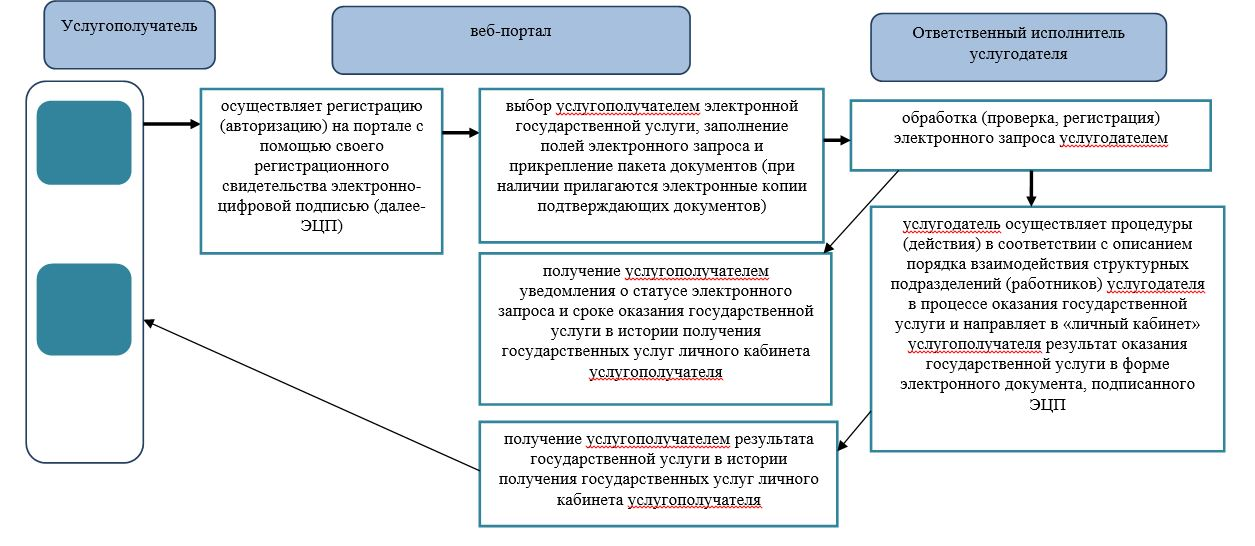 Услугополучатель
веб-портал
Ответственный исполнитель
услугодателя
осуществляет регистрацию
(авторизацию) на портале с
помощью своего
регистрационного
свидетельства электронно-
цифровой подписью (далее-
ЭЦП)
выбор услугополучателем электронной
государственной услуги, заполнение
полей электронного запроса и
прикрепление пакета документов (при
наличии прилагаются электронные копии
подтверждающих документов)
обработка (проверка, регистрация)
электронного запроса услугодателем
получение услугополучателем
уведомления о статусе электронного
запроса и сроке оказания государственной
услуги в истории получения
государственных услуг личного кабинета
услугополучателя
услугодатель осуществляет процедуры
(действия) в соответствии с описанием
порядка взаимодействия структурных
подразделений (работников) услугодателя
в процессе оказания государственной
услуги и направляет в «личный кабинет»
услугополучателя результат оказания
государственной услуги в форме
электронного документа, подписанного
ЭЦП
получение услугополучателем результата
государственной услуги в истории
получения государственных услуг личного
кабинета услугополучателя